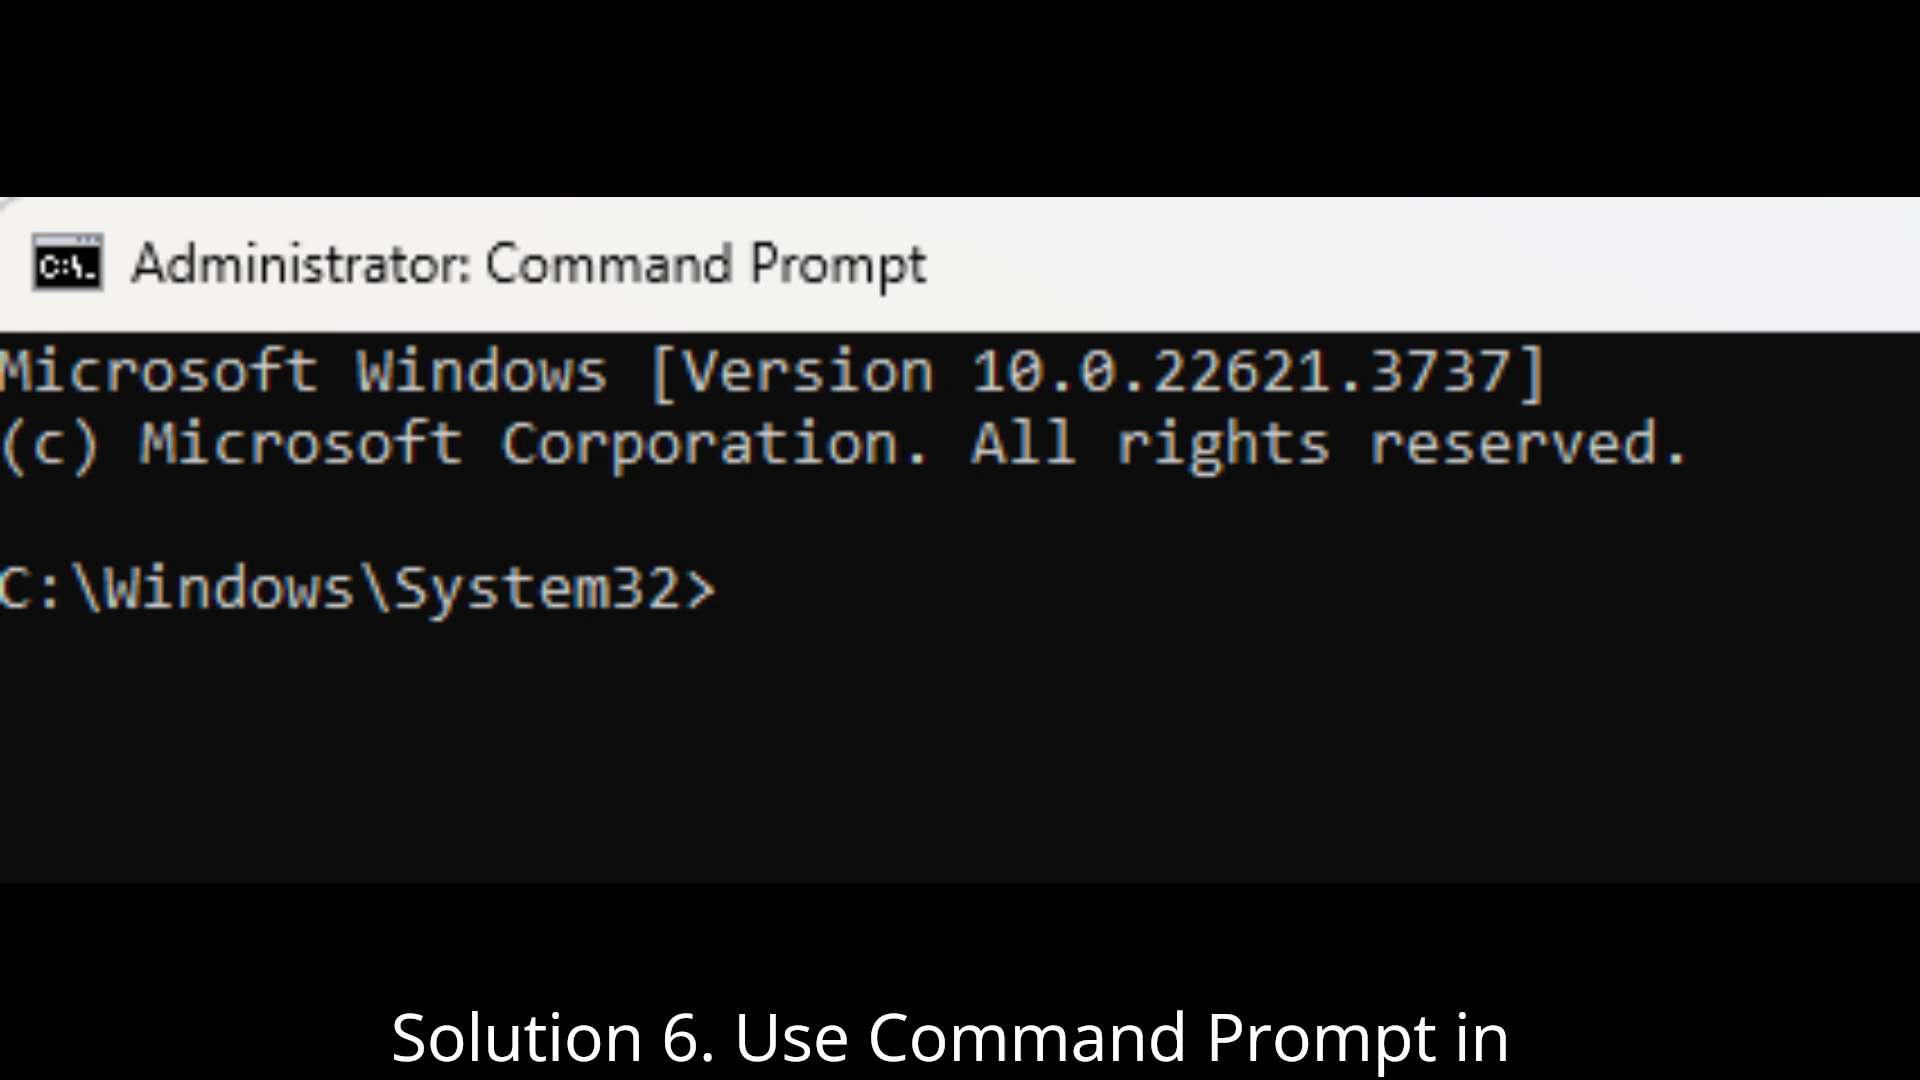 C:\.
Administrator: Command Prompt
Microsoft Windows [Version 10.0.22621.3737]
(c) Microsoft Corporation. All rights reserved.
C:\Windows\System32>
Solution 6. Use Command Prompt in